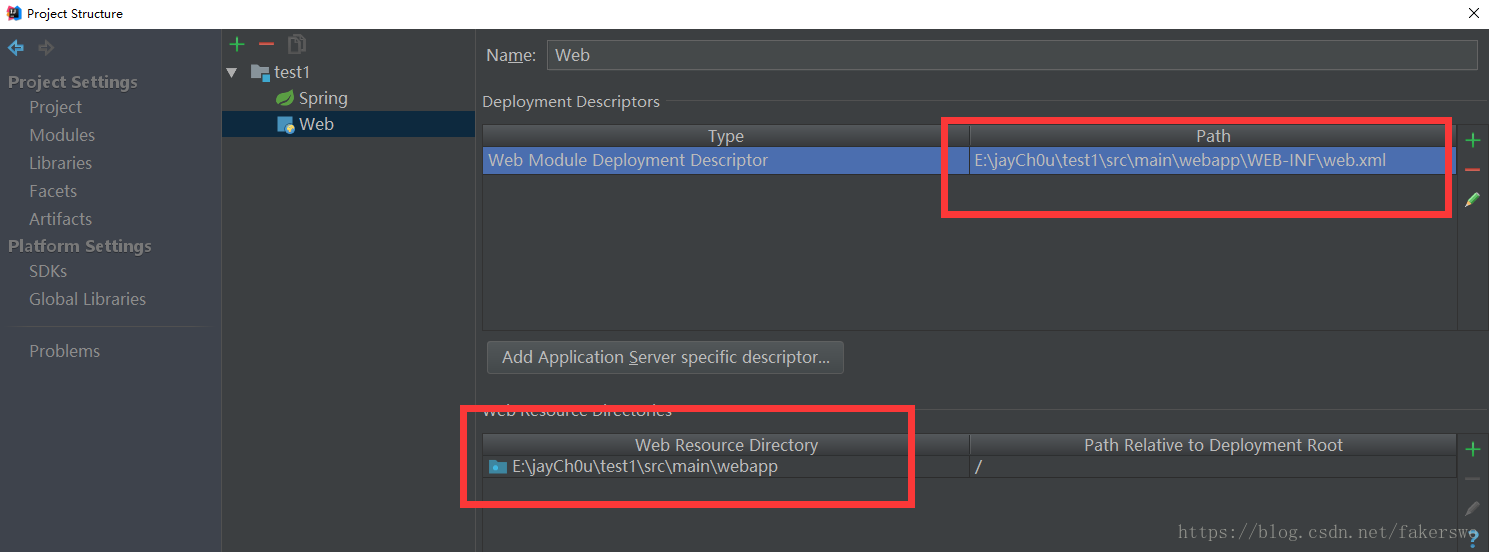 Project Structure
Project Settings
Project
Modules
Libraries
Facets
Artifacts
Platform Settings
SDKs
Global Libraries
Problems
test1
Spring
Web
Name: Web
Deployment Descriptors
Type Path
Web Module Deployment Descriptor E:\jayCh0u\test1\src\main\webapp\WEB-INF\web.xml
Add Application Server specific descriptor...
Web Resource Directories
Web Resource Directory Path Relative to Deployment Root
E:\jayCh0u\test1\src\main\webapp /
https://blog.csdn.net/fakerswe
?